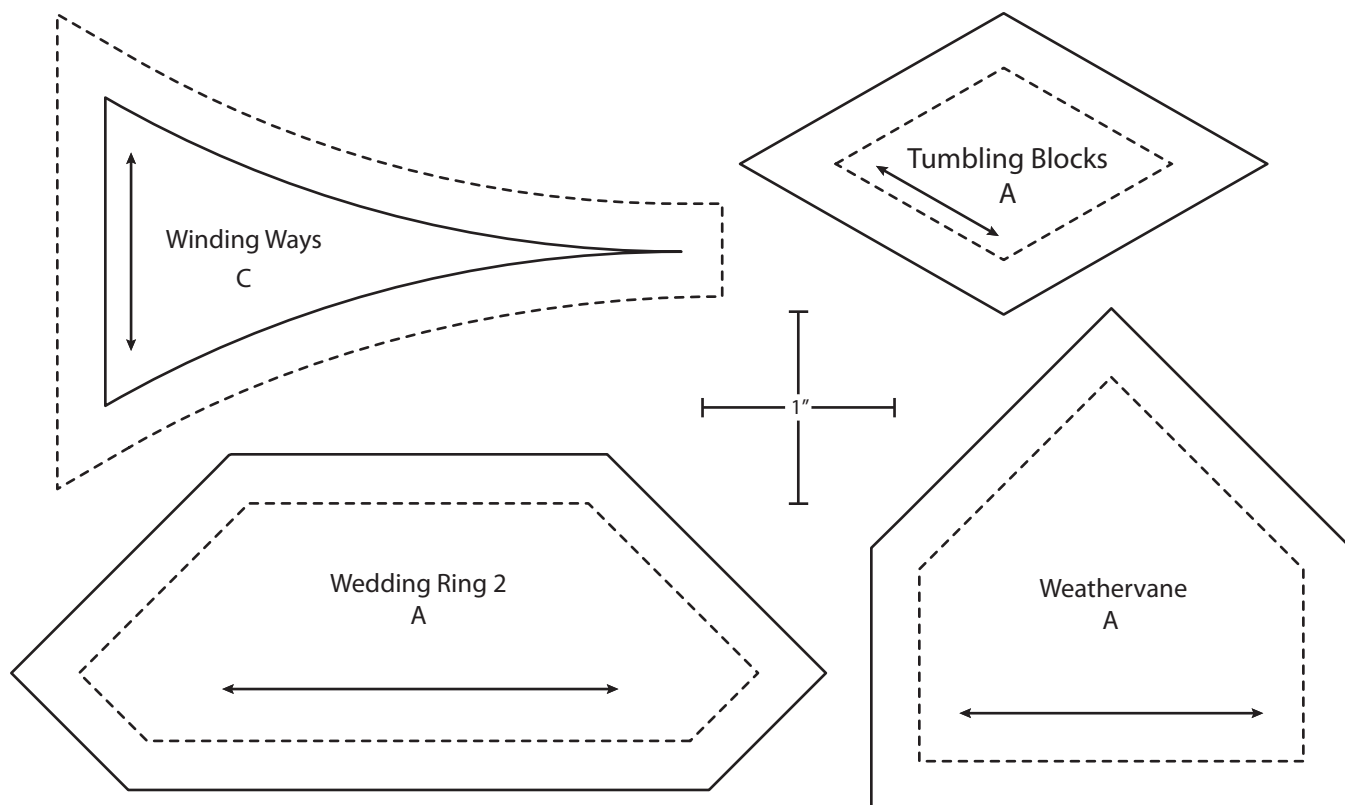 Winding Ways
C
Tumbling Blocks
A
1″
Wedding Ring 2
A
Weathervane
A